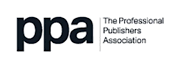 ppa
The Professional
Publishers
Association